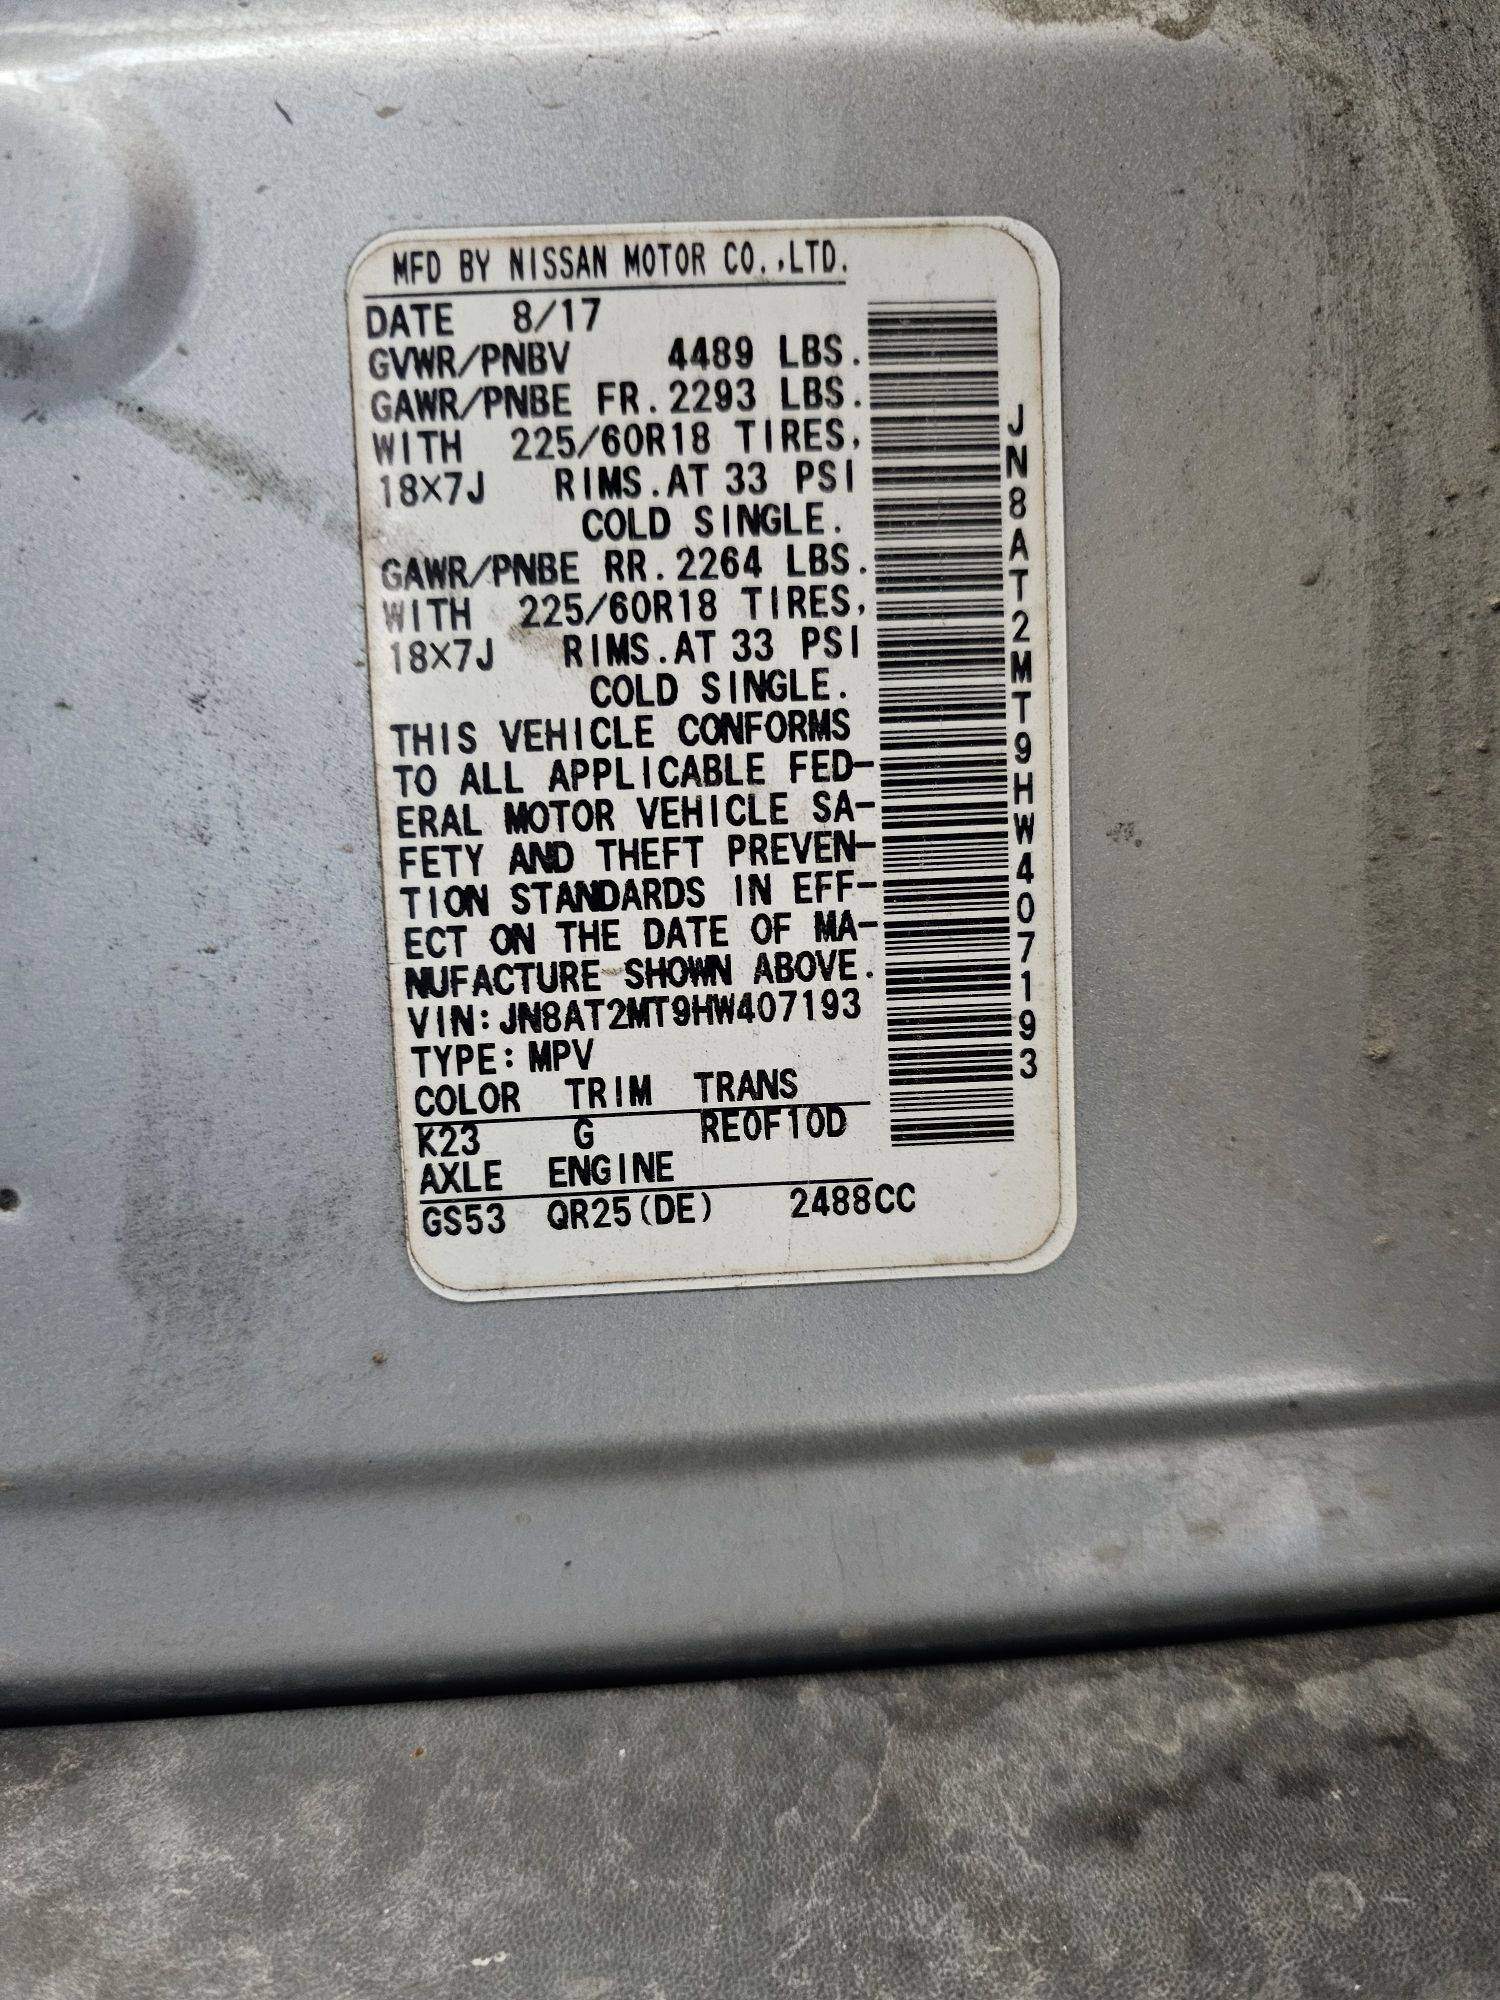 MFD BY NISSAN MOTOR CO.,LTD.
DATE 8/17
GVWR/PNBV 4489 LBS.
GAWR/PNBE FR.2293 LBS.
WITH 225/60R18 TIRES,
18X7J RIMS.AT 33 PSI
COLD SINGLE.
GAWR/PNBE RR.2264 LBS.
WITH 225/60R18 TIRES,
18X7J RIMS.AT 33 PSI
COLD SINGLE.
THIS VEHICLE CONFORMS
TO ALL APPLICABLE FED-
ERAL MOTOR VEHICLE SA-
FETY AND THEFT PREVEN-
TION STANDARDS IN EFF-
ECT ON THE DATE OF MA-
NUFACTURE SHOWN ABOVE.
VIN:JN8AT2MT9HW407193
TYPE:MPV
COLOR TRIM TRANS
K23 G RE0F10D
AXLE ENGINE
GS53 QR25(DE) 2488CC
JN8AT2MT9HW407193